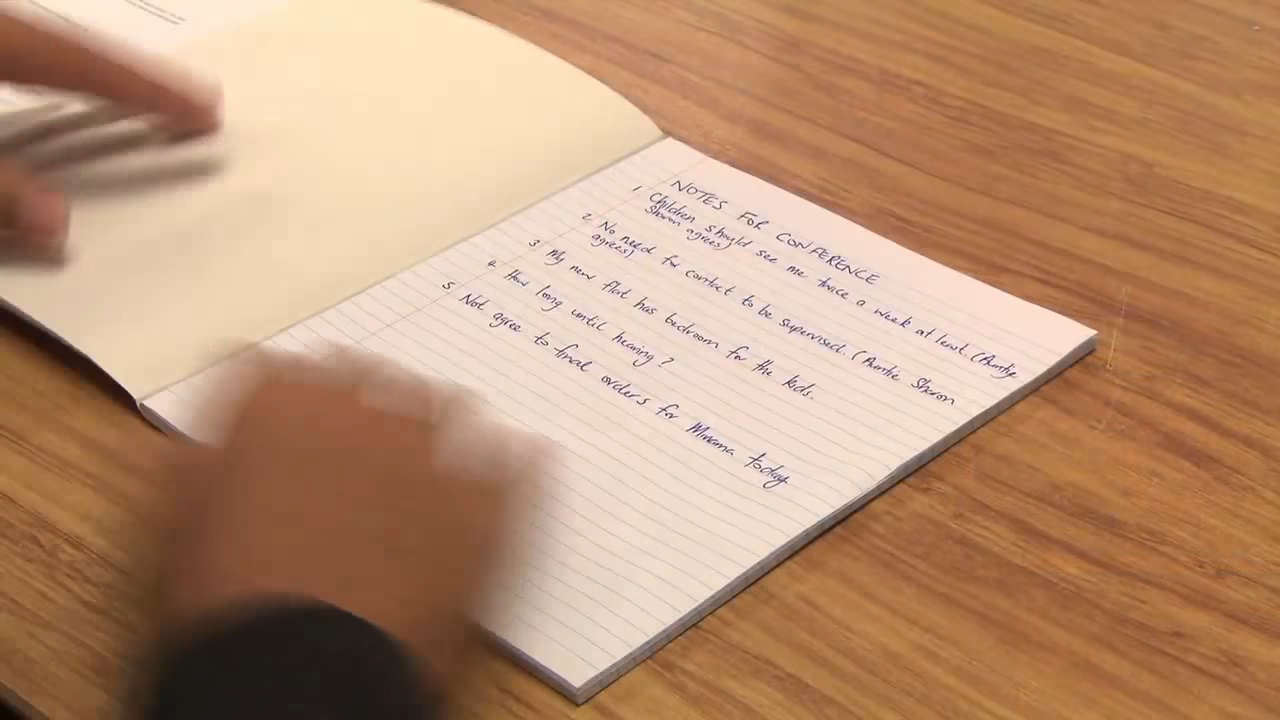 NOTES FOR CONFERENCE
1 Children should see me twice a week at least. (Auntie
Sharon agrees)
2 No need for contact to be supervised. (Auntie Sharon
agrees)
3 My new flat has bedroom for the kids.
4. How long until hearing?
5 Not agree to final orders for Mirama today